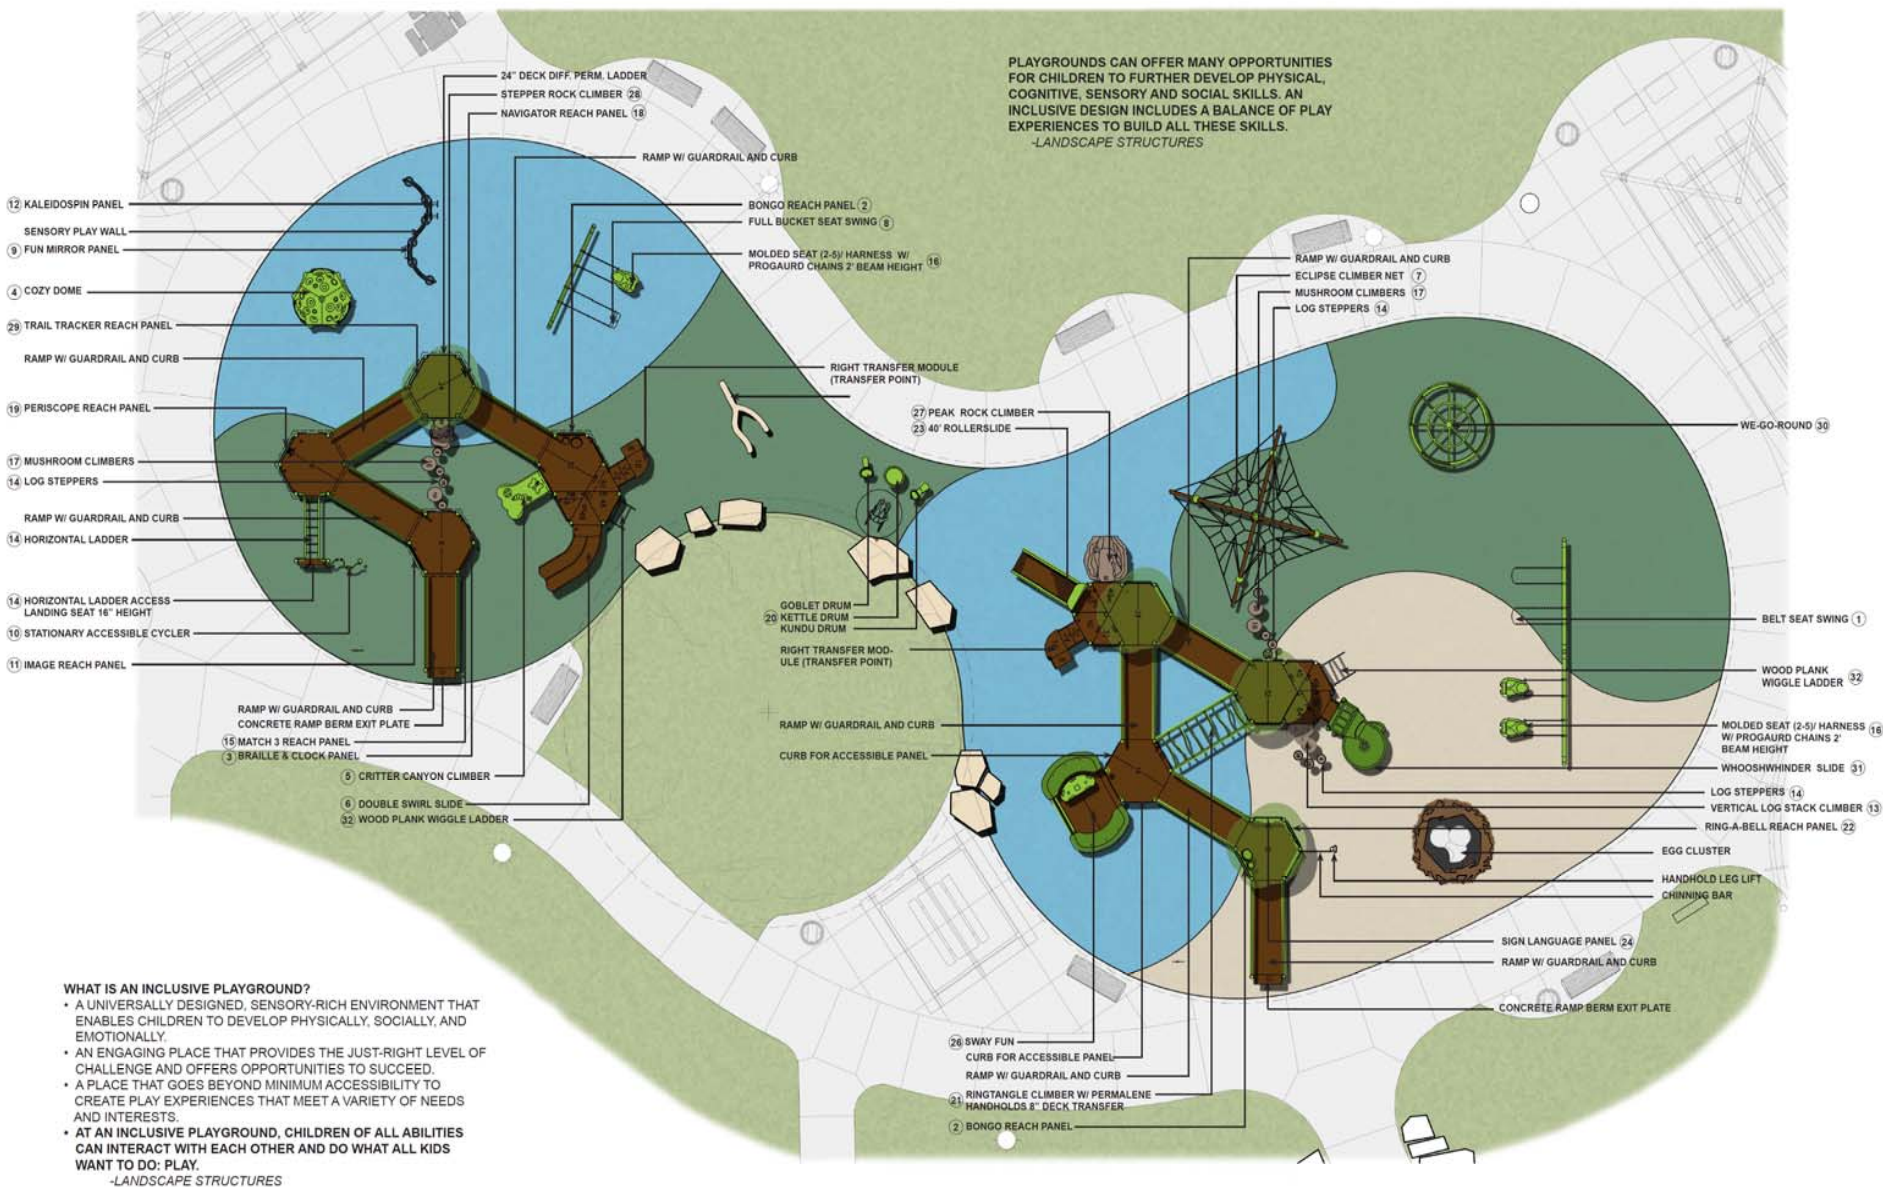 PLAYGROUNDS CAN OFFER MANY OPPORTUNITIES
FOR CHILDREN TO FURTHER DEVELOP PHYSICAL,
COGNITIVE, SENSORY AND SOCIAL SKILLS. AN
INCLUSIVE DESIGN INCLUDES A BALANCE OF PLAY
EXPERIENCES TO BUILD ALL THESE SKILLS.
-LANDSCAPE STRUCTURES
24" DECK DIFF. PERM. LADDER
STEPPER ROCK CLIMBER 28
NAVIGATOR REACH PANEL 18
RAMP W/ GUARDRAIL AND CURB
BONGO REACH PANEL 2
FULL BUCKET SEAT SWING 8
MOLDED SEAT (2-5)/ HARNESS W/
PROGAURD CHAINS 2' BEAM HEIGHT 16
RIGHT TRANSFER MODULE
(TRANSFER POINT)
12 KALEIDOSPIN PANEL
SENSORY PLAY WALL
9 FUN MIRROR PANEL
4 COZY DOME
29 TRAIL TRACKER REACH PANEL
RAMP W/ GUARDRAIL AND CURB
19 PERISCOPE REACH PANEL
17 MUSHROOM CLIMBERS
14 LOG STEPPERS
RAMP W/ GUARDRAIL AND CURB
14 HORIZONTAL LADDER
14 HORIZONTAL LADDER ACCESS
LANDING SEAT 16" HEIGHT
10 STATIONARY ACCESSIBLE CYCLER
11 IMAGE REACH PANEL
RAMP W/ GUARDRAIL AND CURB
CONCRETE RAMP BERM EXIT PLATE
15 MATCH 3 REACH PANEL
3 BRAILLE & CLOCK PANEL
5 CRITTER CANYON CLIMBER
6 DOUBLE SWIRL SLIDE
32 WOOD PLANK WIGGLE LADDER
RAMP W/ GUARDRAIL AND CURB
ECLIPSE CLIMBER NET 7
MUSHROOM CLIMBERS 17
LOG STEPPERS 14
27 PEAK ROCK CLIMBER
23 40' ROLLERSLIDE
GOBLET DRUM
20 KETTLE DRUM
KUNDU DRUM
RIGHT TRANSFER MOD-
ULE (TRANSFER POINT)
RAMP W/ GUARDRAIL AND CURB
CURB FOR ACCESSIBLE PANEL
WE-GO-ROUND 30
BELT SEAT SWING 1
WOOD PLANK
WIGGLE LADDER 32
MOLDED SEAT (2-5)/ HARNESS 16
W/ PROGAURD CHAINS 2'
BEAM HEIGHT
WHOOSHWHINDER SLIDE 31
LOG STEPPERS 14
VERTICAL LOG STACK CLIMBER 13
RING-A-BELL REACH PANEL 22
EGG CLUSTER
HANDHOLD LEG LIFT
CHINNING BAR
SIGN LANGUAGE PANEL 24
RAMP W/ GUARDRAIL AND CURB
CONCRETE RAMP BERM EXIT PLATE
26 SWAY FUN
CURB FOR ACCESSIBLE PANEL
RAMP W/ GUARDRAIL AND CURB
21 RINGTANGLE CLIMBER W/ PERMALENE
HANDHOLDS 8" DECK TRANSFER
2 BONGO REACH PANEL
WHAT IS AN INCLUSIVE PLAYGROUND?
• A UNIVERSALLY DESIGNED, SENSORY-RICH ENVIRONMENT THAT
ENABLES CHILDREN TO DEVELOP PHYSICALLY, SOCIALLY, AND
EMOTIONALLY.
• AN ENGAGING PLACE THAT PROVIDES THE JUST-RIGHT LEVEL OF
CHALLENGE AND OFFERS OPPORTUNITIES TO SUCCEED.
• A PLACE THAT GOES BEYOND MINIMUM ACCESSIBILITY TO
CREATE PLAY EXPERIENCES THAT MEET A VARIETY OF NEEDS
AND INTERESTS.
• AT AN INCLUSIVE PLAYGROUND, CHILDREN OF ALL ABILITIES
CAN INTERACT WITH EACH OTHER AND DO WHAT ALL KIDS
WANT TO DO: PLAY.
-LANDSCAPE STRUCTURES